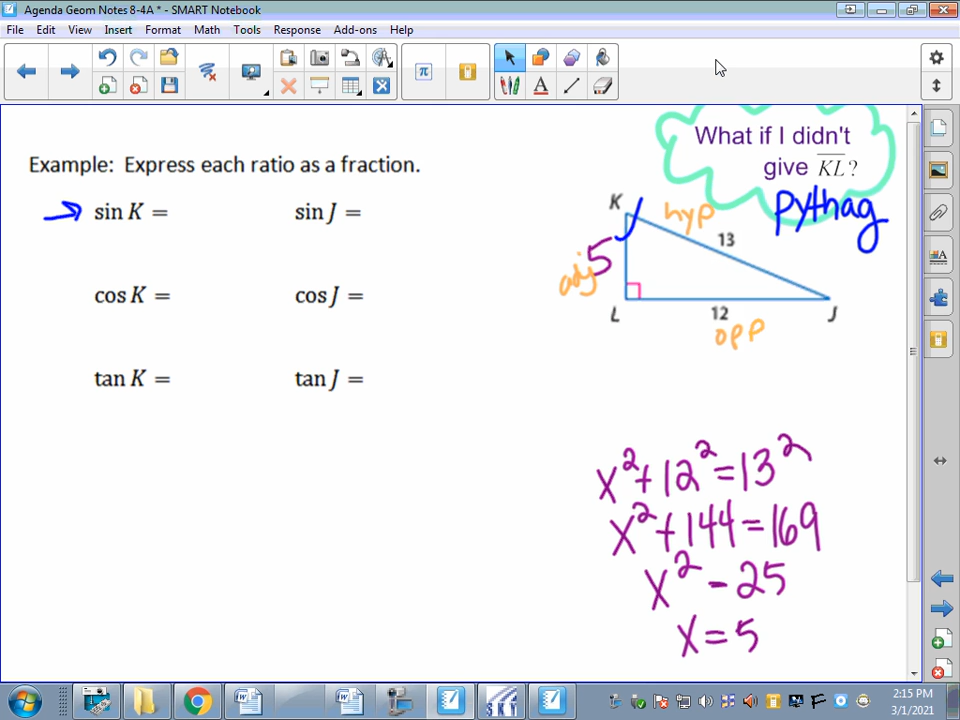 Agenda Geom Notes 8-4A * - SMART Notebook
File Edit View Insert Format Math Tools Response Add-ons Help
π
A
What if I didn't
give KL?
Pythag
Example: Express each ratio as a fraction.
→ sin K = sin J =
cos K = cos J =
tan K = tan J =
K
hyp
13
5
adj
L
12
J
opp
x² + 12² = 13²
x² + 144 = 169
x² - 25
x = 5
2:15 PM
3/1/2021